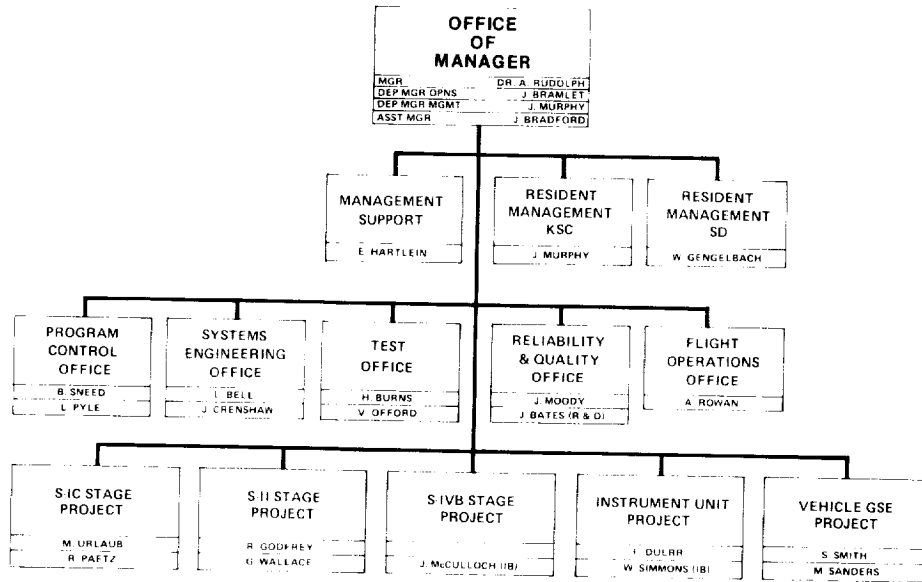 OFFICE
OF
MANAGER
MGR DR. A. RUDOLPH
DEP MGR OPNS J. BRAMLET
DEP MGR MGMT J. MURPHY
ASST MGR J. BRADFORD
MANAGEMENT
SUPPORT
E. HARTLEIN
RESIDENT
MANAGEMENT
KSC
J. MURPHY
RESIDENT
MANAGEMENT
SD
W. GENGELBACH
PROGRAM
CONTROL
OFFICE
B. SNEED
L. PYLE
SYSTEMS
ENGINEERING
OFFICE
L. BELL
J. CRENSHAW
TEST
OFFICE
H. BURNS
V. OFFORD
RELIABILITY
& QUALITY
OFFICE
J. MOODY
J. BATES (R & Q)
FLIGHT
OPERATIONS
OFFICE
A. ROWAN
S-IC STAGE
PROJECT
M. URLAUB
R. PAETZ
S-II STAGE
PROJECT
R. GODFREY
G. WALLACE
S-IVB STAGE
PROJECT
J. McCULLOCH (IB)
INSTRUMENT UNIT
PROJECT
DUERR
W. SIMMONS (IB)
VEHICLE GSE
PROJECT
S. SMITH
M. SANDERS